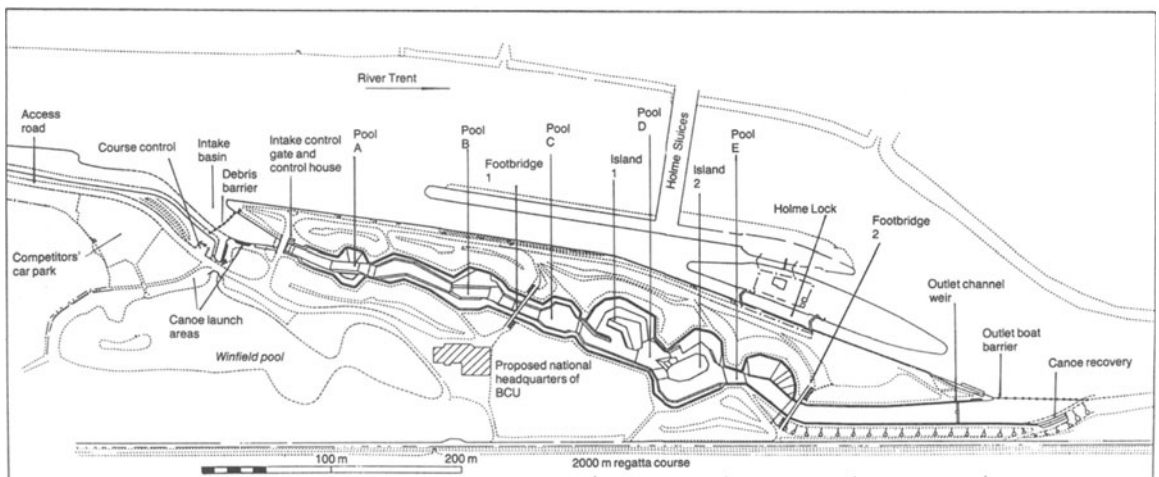 River Trent
Access
road
Course control
Intake
basin
Debris
barrier
Intake control
gate and
control house
Pool
A
Pool
B
Footbridge
1
Pool
C
Island
1
Pool
D
Island
2
Pool
E
Holme Sluices
Holme Lock
Footbridge
2
Outlet channel
weir
Outlet boat
barrier
Canoe recovery
Competitors'
car park
Canoe launch
areas
Winfield pool
Proposed national
headquarters of
BCU
100 m
200 m
2000 m regatta course